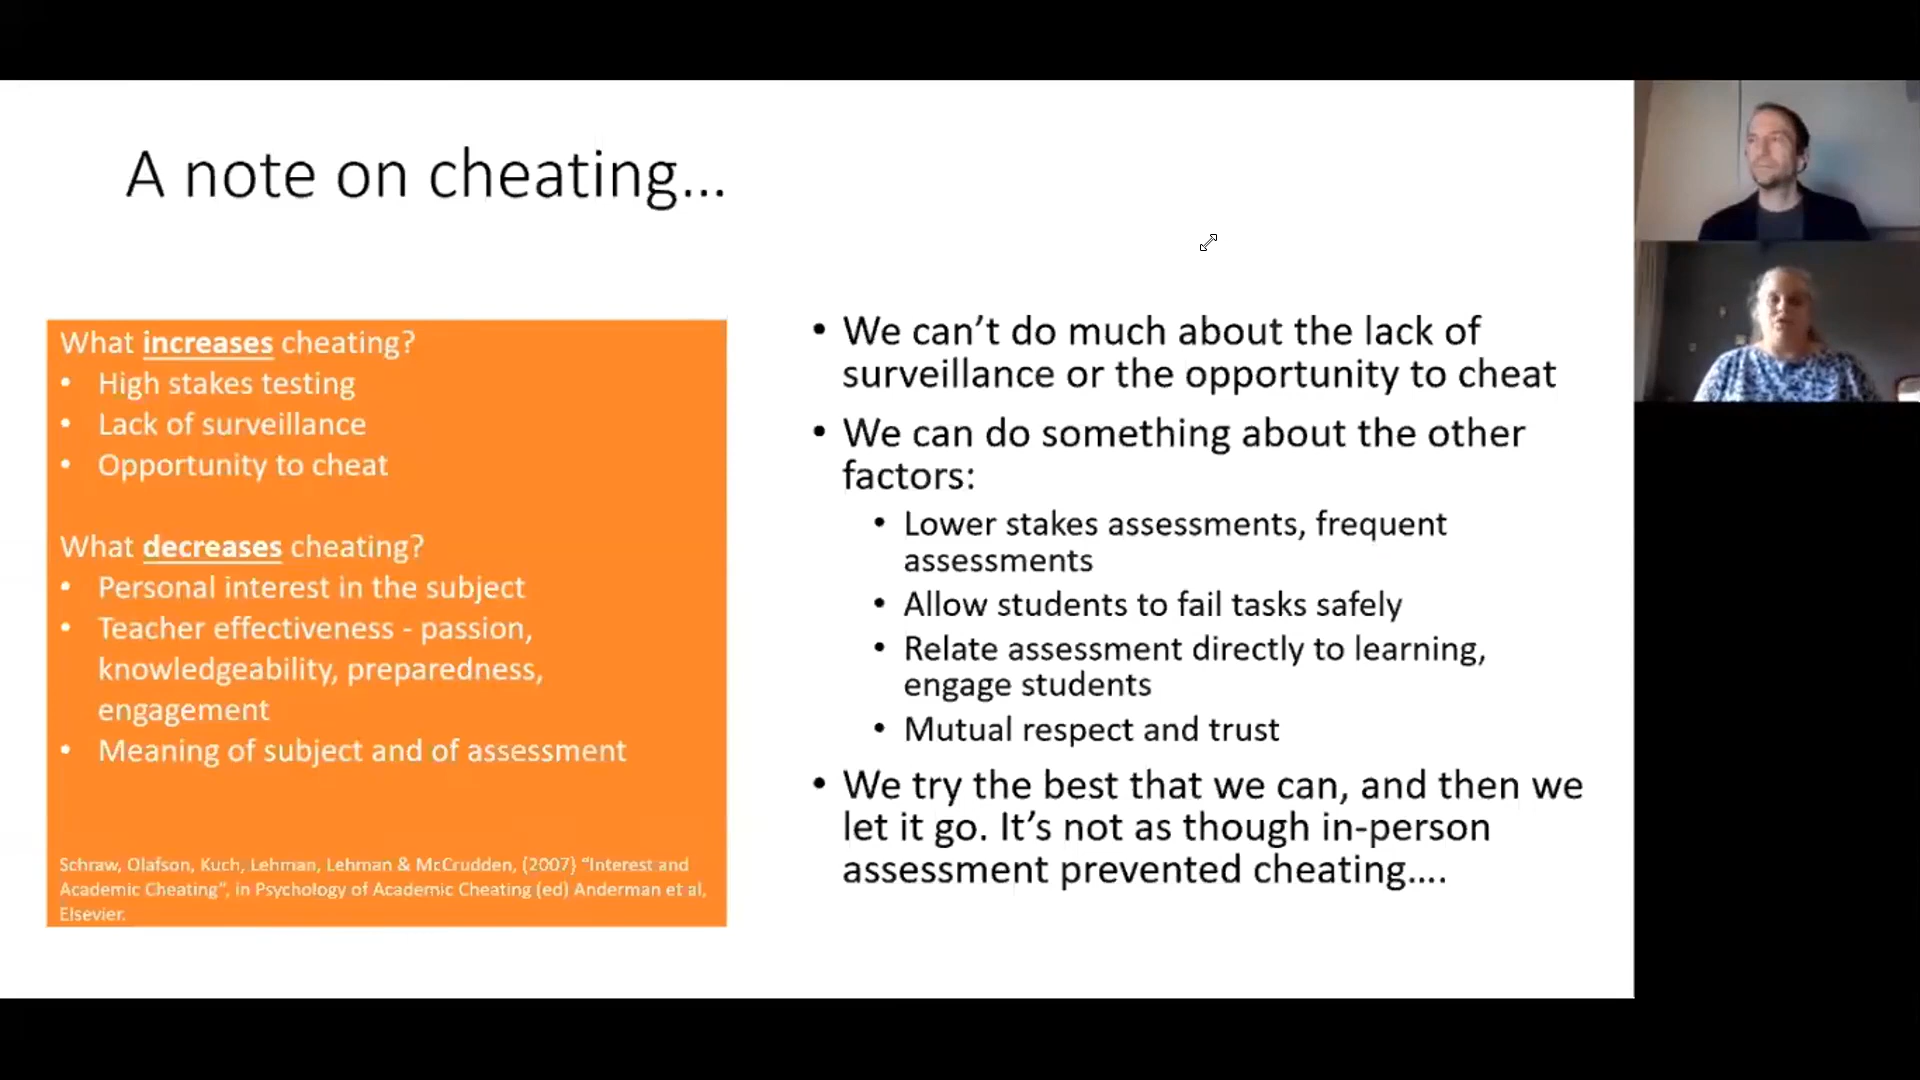 A note on cheating...
What increases cheating?
• High stakes testing
• Lack of surveillance
• Opportunity to cheat
What decreases cheating?
• Personal interest in the subject
• Teacher effectiveness - passion,
knowledgeability, preparedness,
engagement
• Meaning of subject and of assessment
Schraw, Olafson, Kuch, Lehman, Lehman & McCrudden, (2007) “Interest and
Academic Cheating”, in Psychology of Academic Cheating (ed) Anderman et al,
Elsevier.
• We can’t do much about the lack of
surveillance or the opportunity to cheat
• We can do something about the other
factors:
• Lower stakes assessments, frequent
assessments
• Allow students to fail tasks safely
• Relate assessment directly to learning,
engage students
• Mutual respect and trust
• We try the best that we can, and then we
let it go. It’s not as though in-person
assessment prevented cheating....